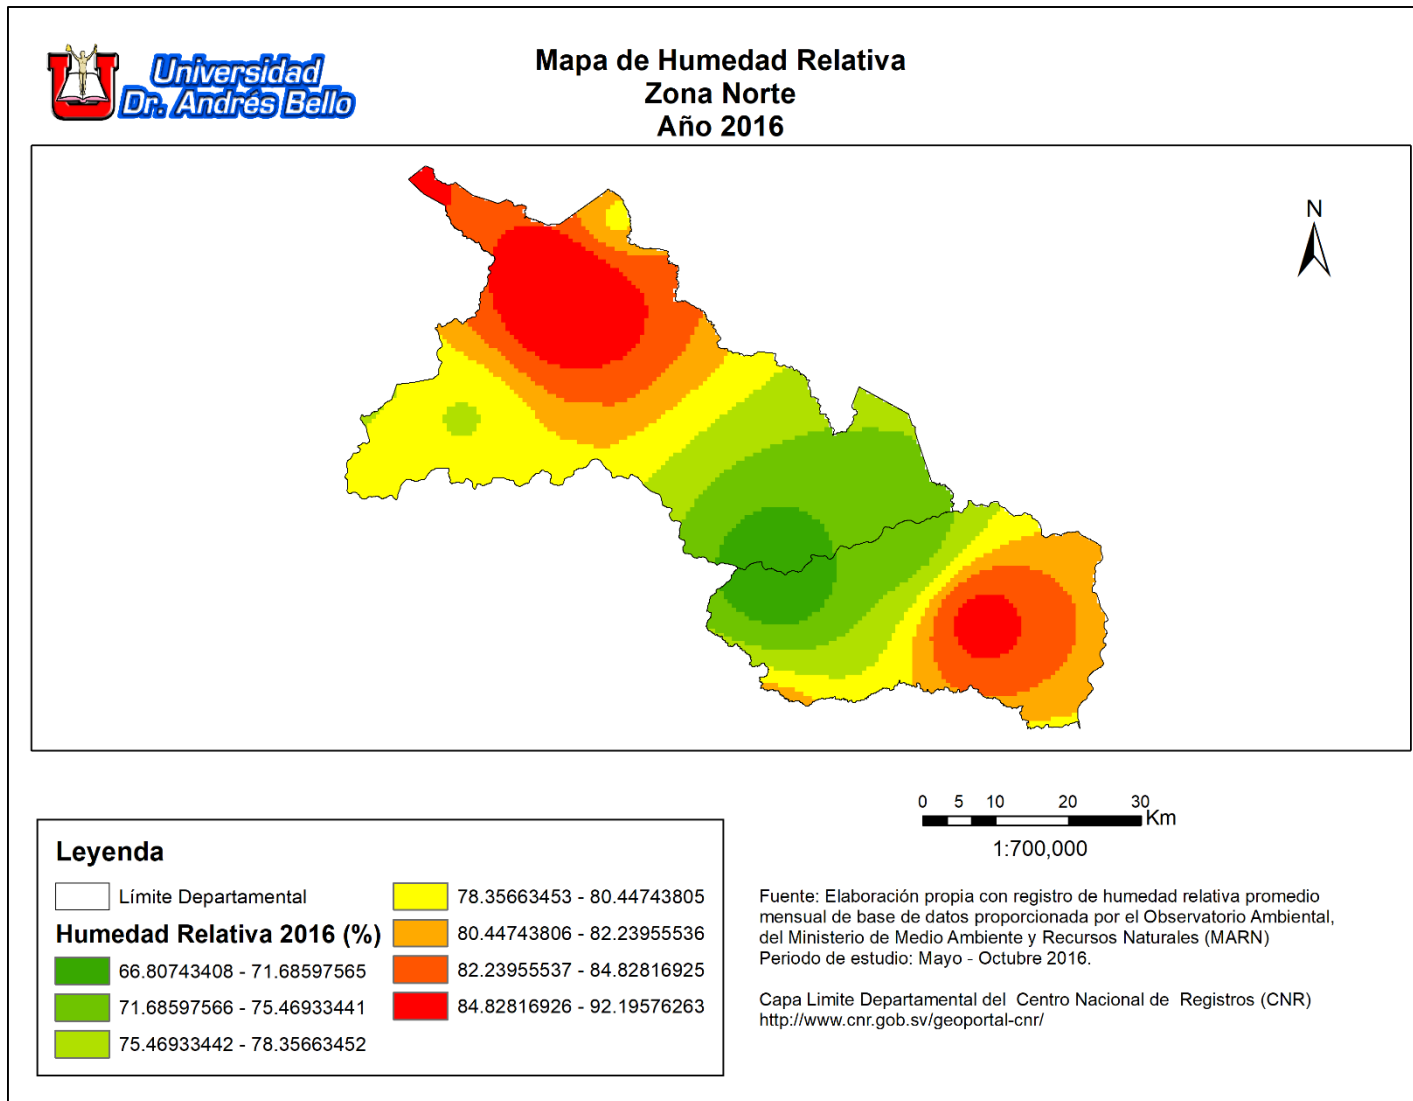 Universidad
Dr. Andrés Bello
Mapa de Humedad Relativa
Zona Norte
Año 2016
N
0 5 10 20 30
Km
1:700,000
Leyenda
Límite Departamental
Humedad Relativa 2016 (%)
66.80743408 - 71.68597565
71.68597566 - 75.46933441
75.46933442 - 78.35663452
78.35663453 - 80.44743805
80.44743806 - 82.23955536
82.23955537 - 84.82816925
84.82816926 - 92.19576263
Fuente: Elaboración propia con registro de humedad relativa promedio
mensual de base de datos proporcionada por el Observatorio Ambiental,
del Ministerio de Medio Ambiente y Recursos Naturales (MARN)
Periodo de estudio: Mayo - Octubre 2016.
Capa Limite Departamental del Centro Nacional de Registros (CNR)
http://www.cnr.gob.sv/geoportal-cnr/